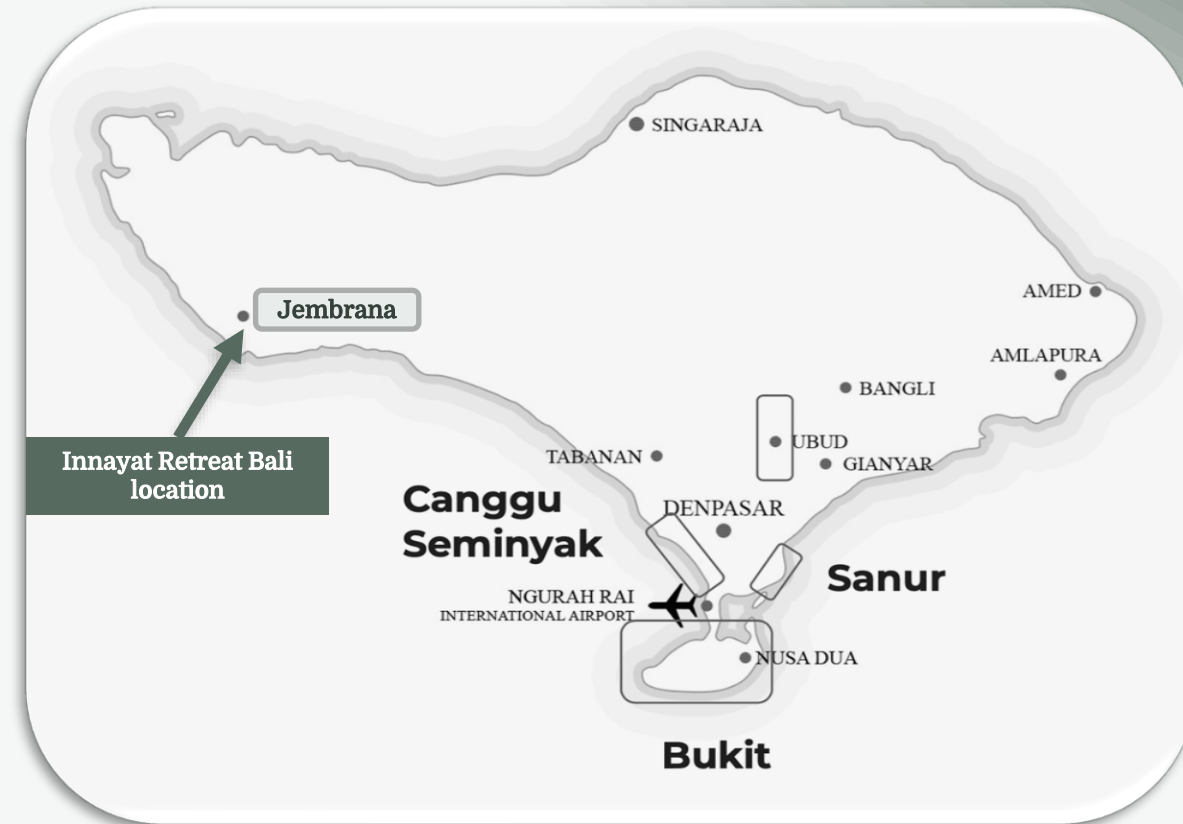 SINGARAJA
Jembrana
AMED
AMLAPURA
BANGLI
Innayat Retreat Bali
location
UBUD
TABANAN
GIANYAR
Canggu
Seminyak
DENPASAR
Sanur
NGURAH RAI
INTERNATIONAL AIRPORT
NUSA DUA
Bukit